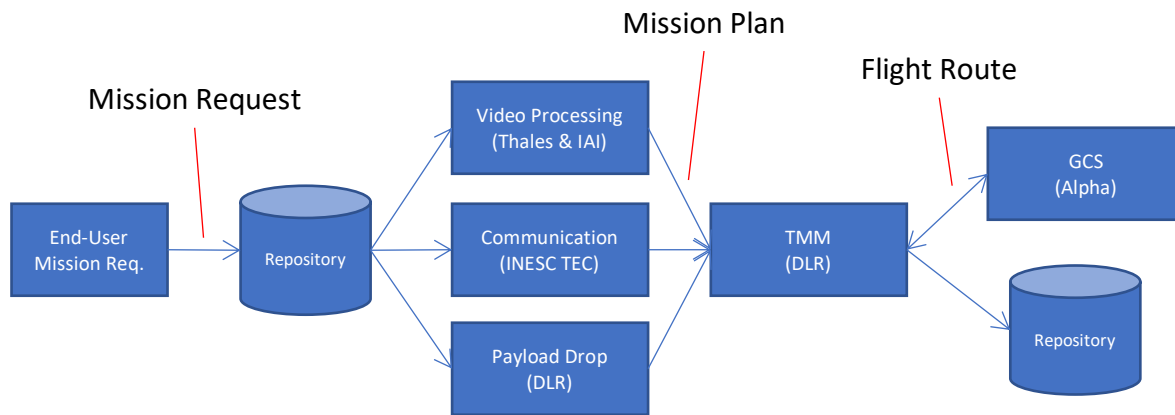 Mission Plan
Flight Route
Mission Request
Video Processing
(Thales & IAI)
GCS
(Alpha)
End-User
Mission Req.
Repository
Communication
(INESC TEC)
TMM
(DLR)
Repository
Payload Drop
(DLR)